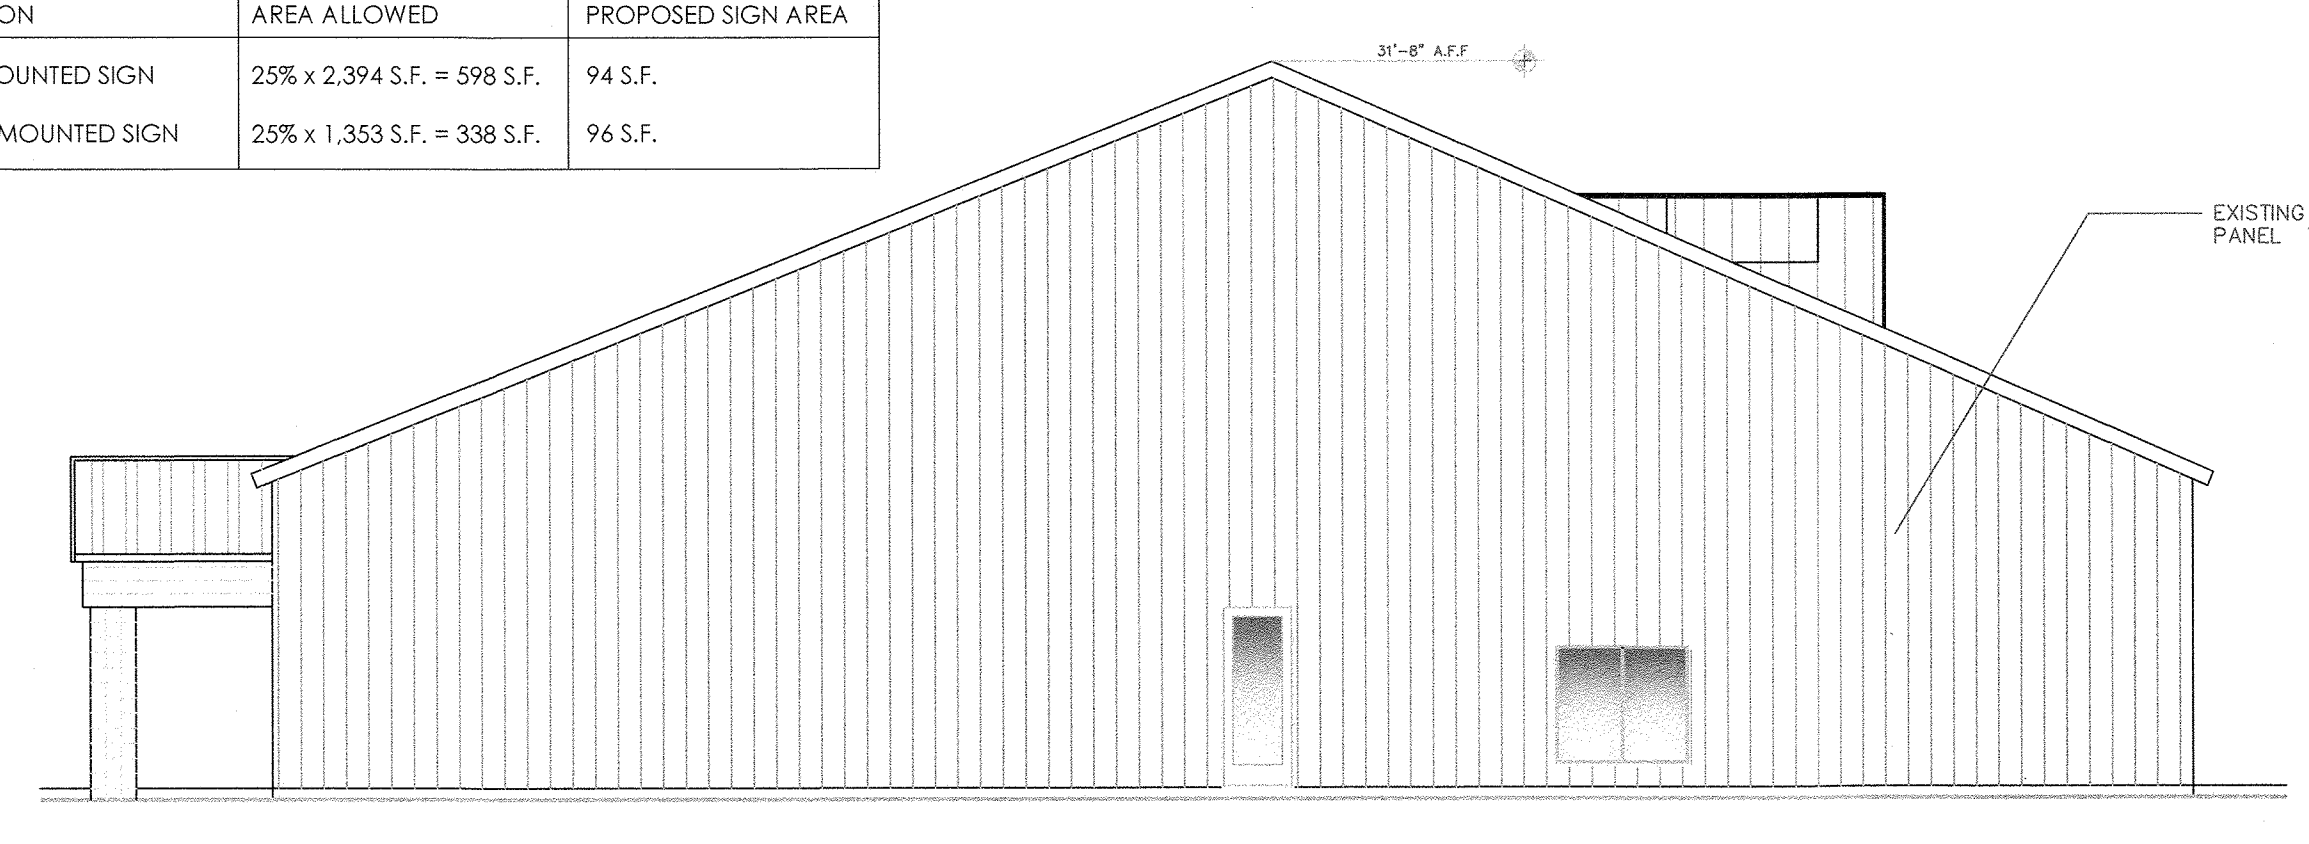 ON AREA ALLOWED PROPOSED SIGN AREA
OUNTED SIGN 25% x 2,394 S.F. = 598 S.F. 94 S.F.
MOUNTED SIGN 25% x 1,353 S.F. = 338 S.F. 96 S.F.
31'-8" A.F.F
EXISTING
PANEL